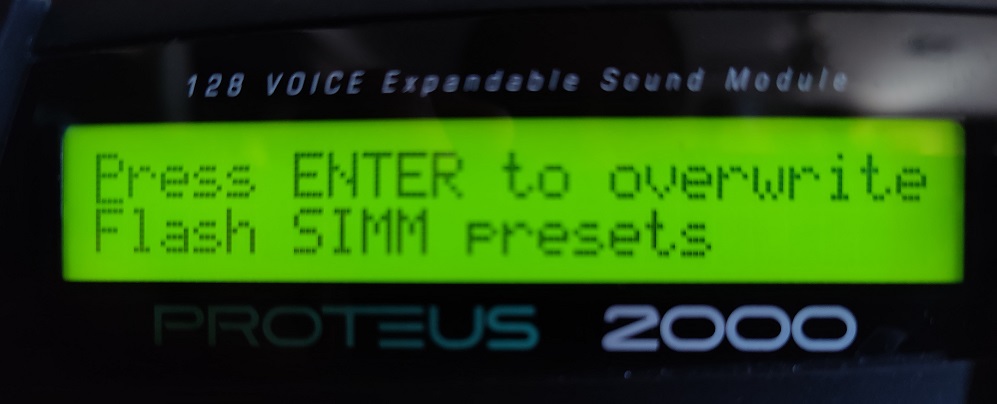 128 VOICE Expandable Sound Module
Press ENTER to overwrite
Flash SIMM presets
PROTEUS 2000